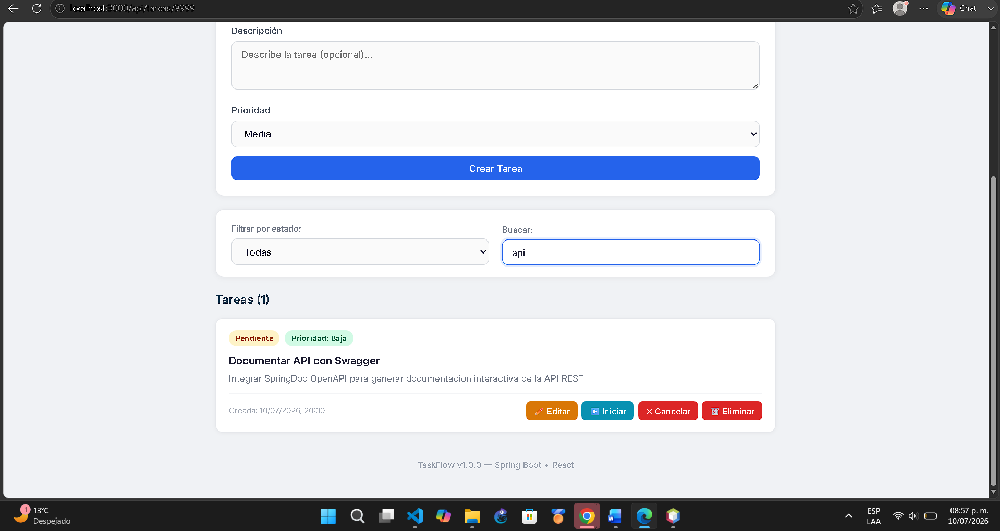 localhost:3000/api/tareas/9999
Chat
Descripción
Describe la tarea (opcional)...
Prioridad
Media
Crear Tarea
Filtrar por estado:
Buscar:
Todas
api
Tareas (1)
Pendiente
Prioridad: Baja
Documentar API con Swagger
Integrar SpringDoc OpenAPI para generar documentación interactiva de la API REST
Creada: 10/07/2026, 20:00
Editar
Iniciar
Cancelar
Eliminar
TaskFlow v1.0.0 — Spring Boot + React
1
13°C
Despejado
ESP
LAA
08:57 p. m.
10/07/2026